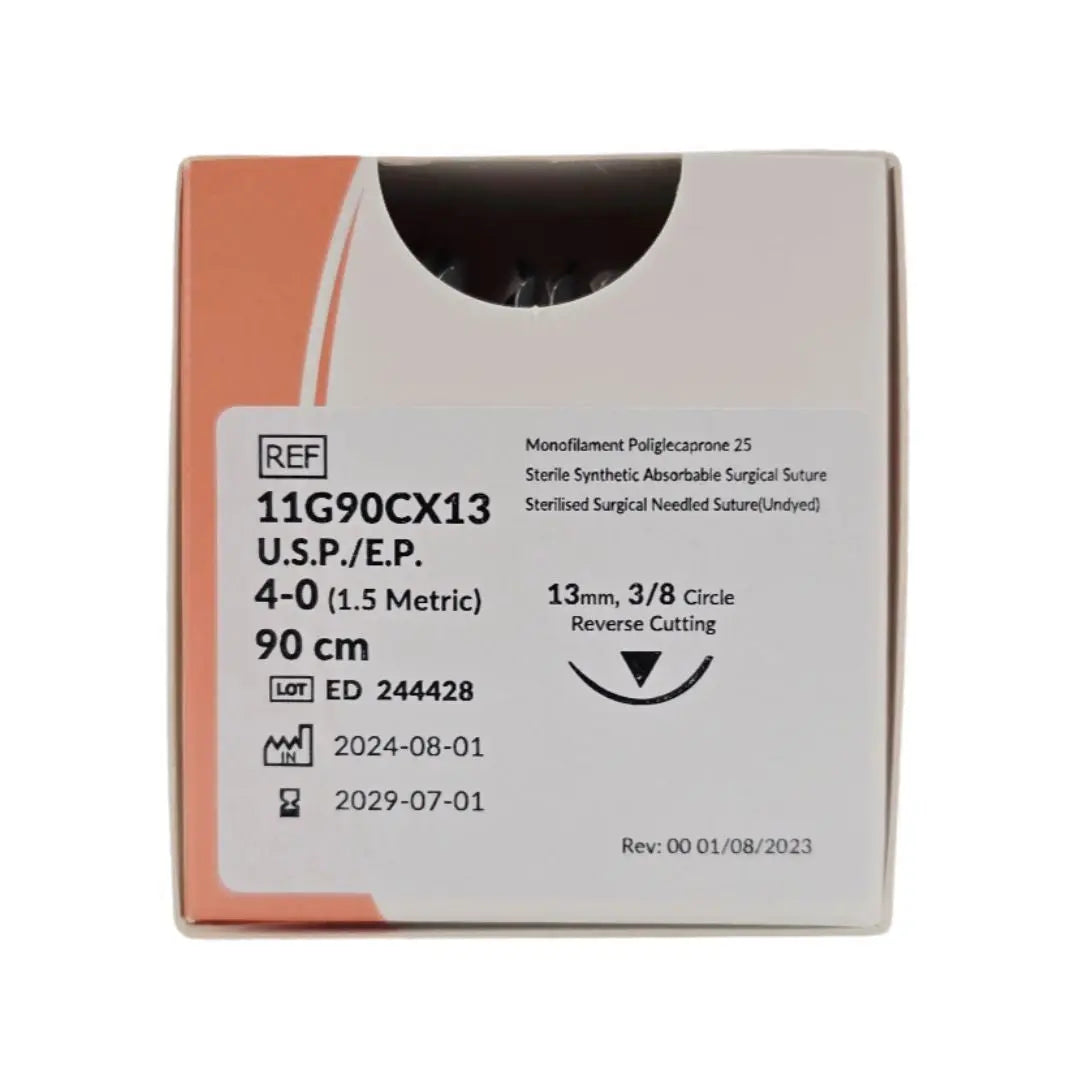 REF
11G90CX13
U.S.P./E.P.
4-0 (1.5 Metric)
90 cm
LOT ED 244428
IN 2024-08-01
2029-07-01
Monofilament Poliglecaprone 25
Sterile Synthetic Absorbable Surgical Suture
Sterilised Surgical Needled Suture(Undyed)
13mm, 3/8 Circle
Reverse Cutting
Rev: 00 01/08/2023